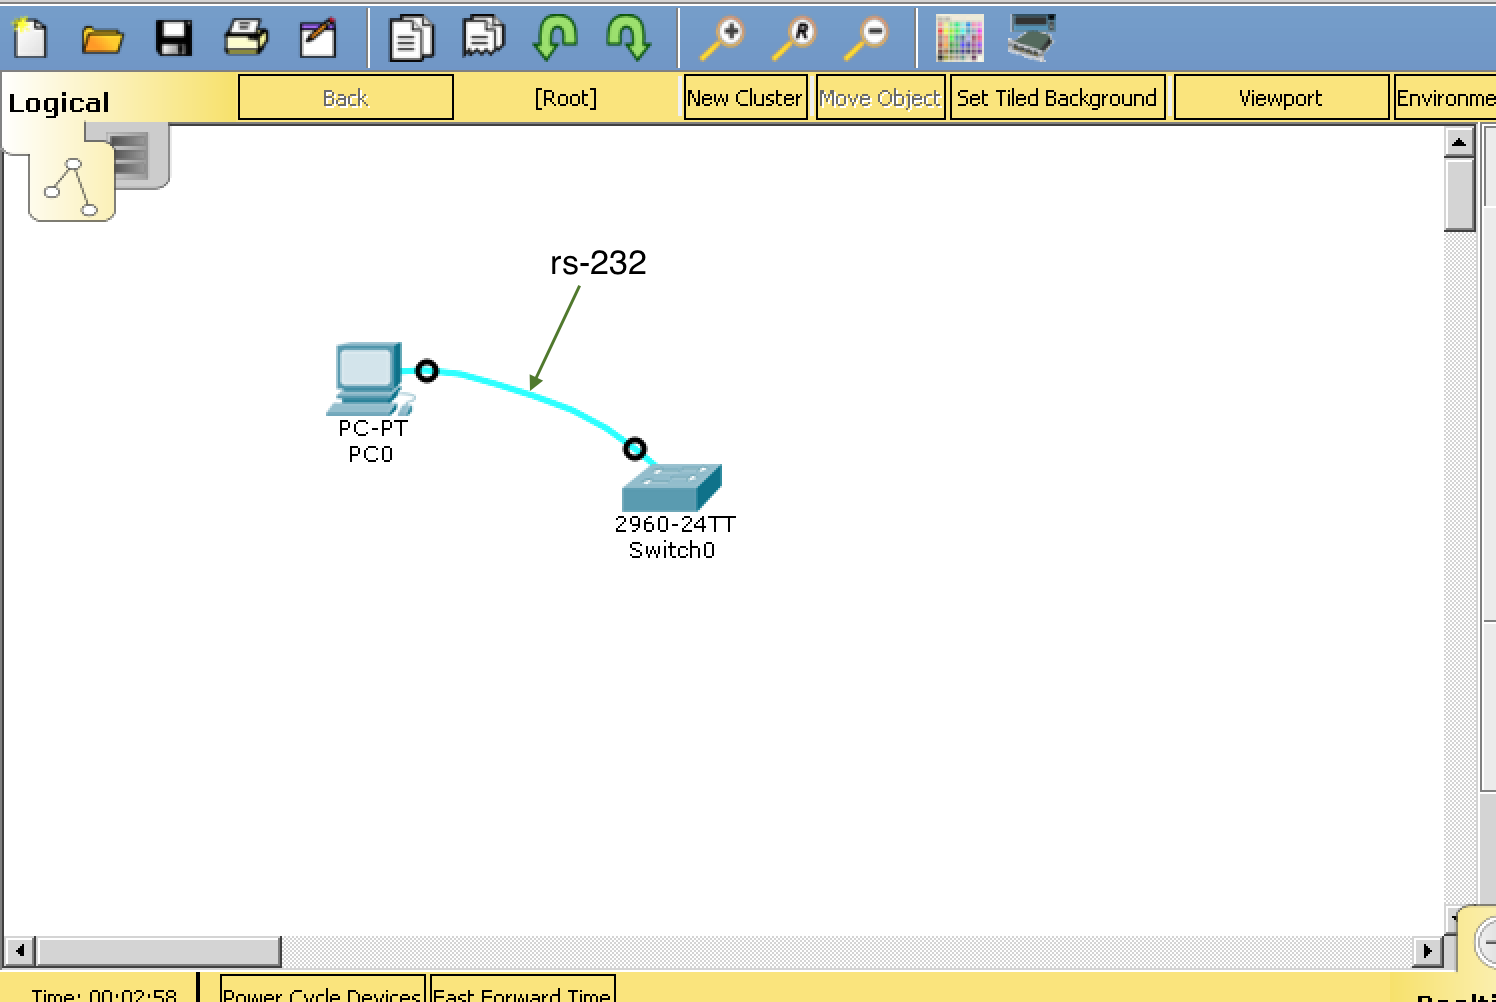 Logical
Back
[Root]
New Cluster
Move Object
Set Tiled Background
Viewport
Environme
R
rs-232
PC-PT
PC0
2960-24TT
Switch0
Time: 00:02:58
Power Cycle Devices
Fast Forward Time
Realti